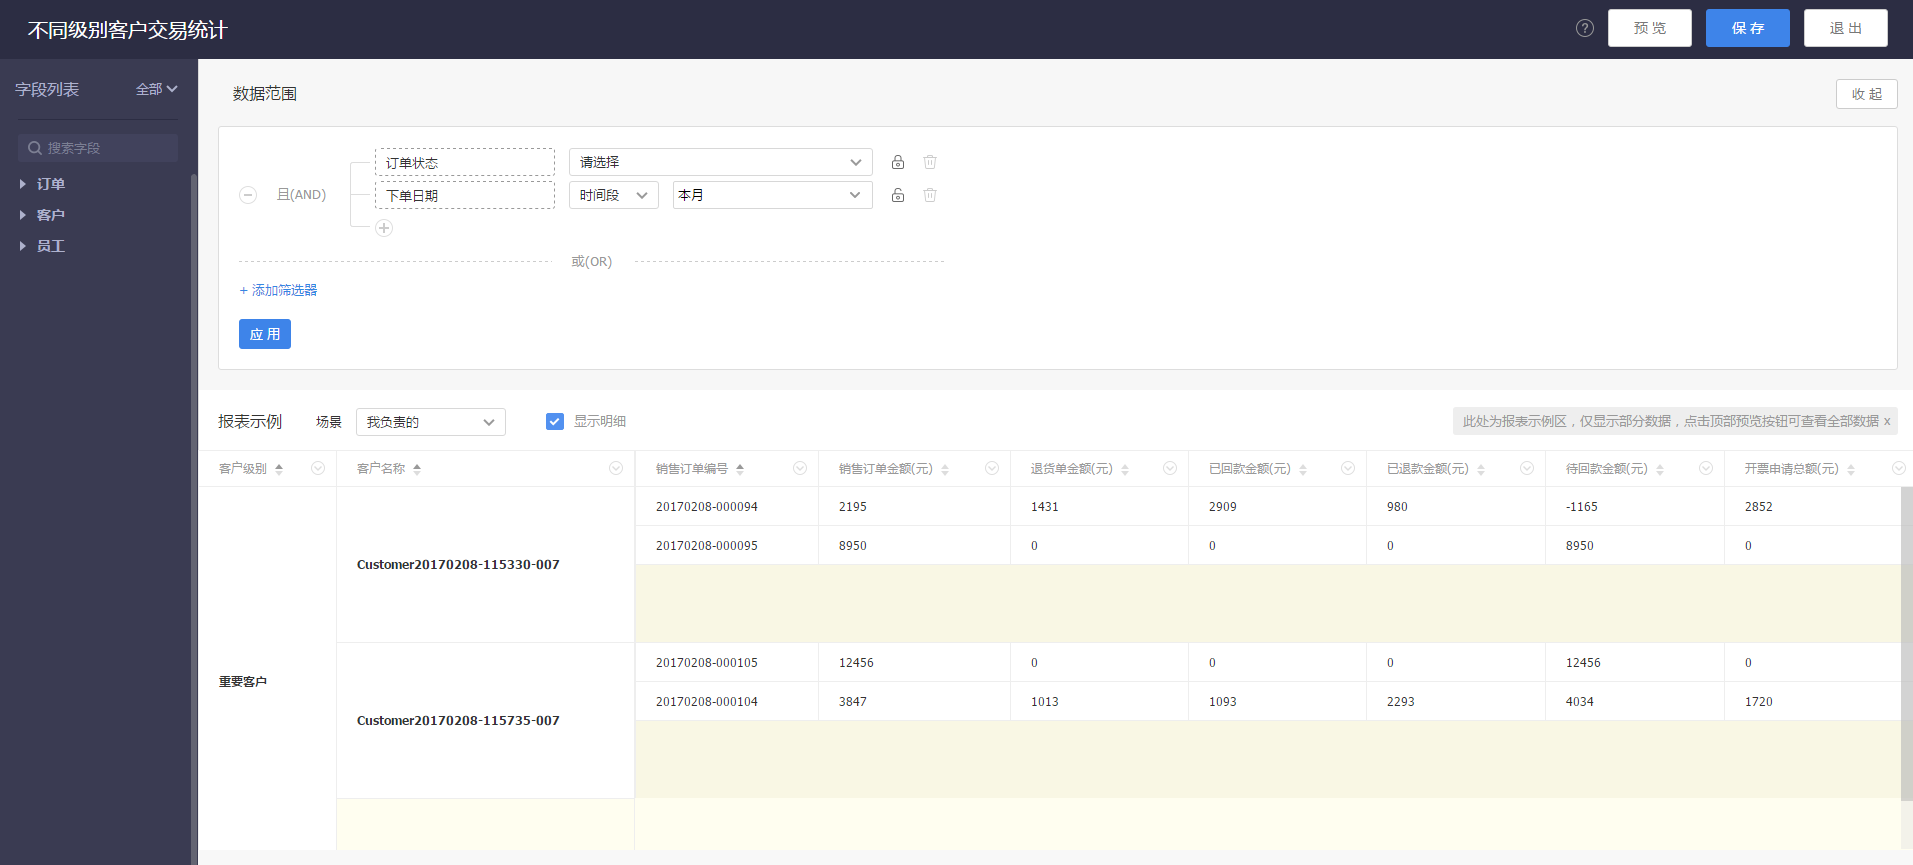 不同级别客户交易统计
? 预 览 保 存 退 出
字段列表 全部
搜索字段
订单
客户
员工
数据范围 收 起
订单状态 请选择
且(AND) 下单日期 时间段 本月
或(OR)
+ 添加筛选器
应 用
报表示例 场景 我负责的 显示明细 此处为报表示例区，仅显示部分数据，点击顶部预览按钮可查看全部数据 x
客户级别 客户名称 销售订单编号 销售订单金额(元) 退货单金额(元) 已回款金额(元) 已退款金额(元) 待回款金额(元) 开票申请总额(元)
20170208-000094 2195 1431 2909 980 -1165 2852
20170208-000095 8950 0 0 0 8950 0
Customer20170208-115330-007
20170208-000105 12456 0 0 0 12456 0
重要客户
20170208-000104 3847 1013 1093 2293 4034 1720
Customer20170208-115735-007